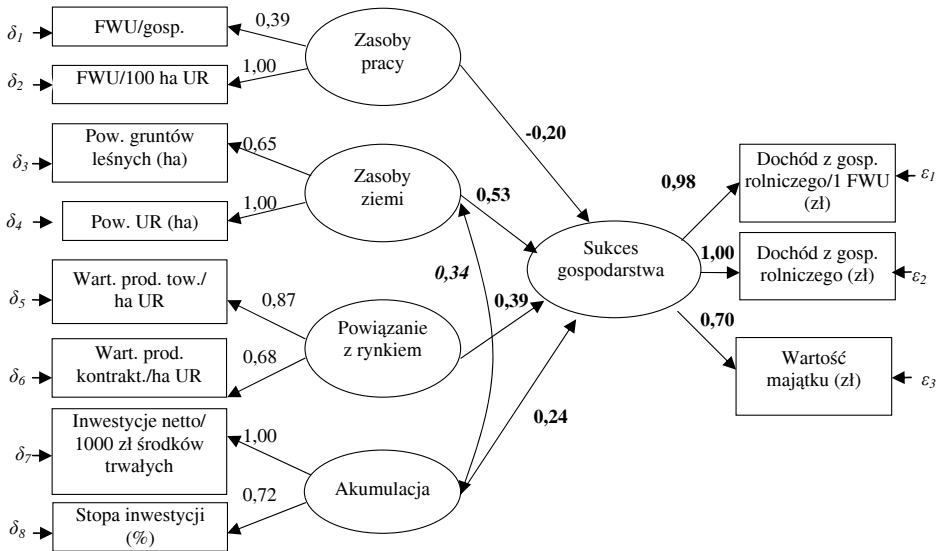 δ1
FWU/gosp.
0,39
δ2
FWU/100 ha UR
1,00
Zasoby
pracy
-0,20
δ3
Pow. gruntów
leśnych (ha)
0,65
δ4
Pow. UR (ha)
1,00
Zasoby
ziemi
0,53
0,34
δ5
Wart. prod. tow./
ha UR
0,87
δ6
Wart. prod.
kontrakt./ha UR
0,68
Powiązanie
z rynkiem
0,39
δ7
Inwestycje netto/
1000 zł środków
trwałych
1,00
δ8
Stopa inwestycji
(%)
0,72
Akumulacja
0,24
Sukces
gospodarstwa
0,98
Dochód z gosp.
rolniczego/1 FWU
(zł)
ε1
1,00
Dochód z gosp.
rolniczego (zł)
ε2
0,70
Wartość
majątku (zł)
ε3